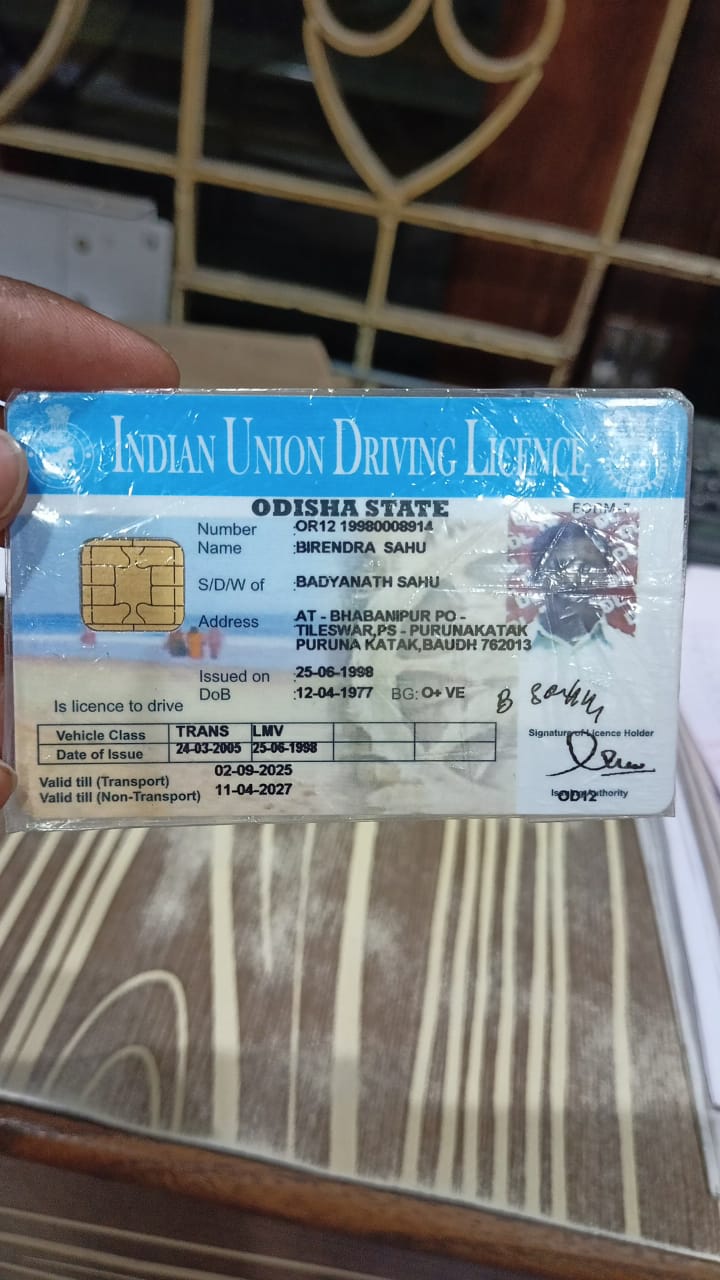 INDIAN UNION DRIVING LICENCE
ODISHA STATE
FORM-7
Number :OR12 19980008914
Name :BIRENDRA SAHU
S/D/W of :BADYANATH SAHU
Address :AT - BHABANIPUR PO -
TILESWAR,PS - PURUNAKATAK
PURUNA KATAK,BAUDH 762013
Issued on :25-06-1998
DoB :12-04-1977 BG: O+ VE
Is licence to drive
Signature of Licence Holder
Vehicle Class TRANS LMV
Date of Issue 24-03-2005 25-06-1998
Valid till (Transport) 02-09-2025
Valid till (Non-Transport) 11-04-2027
Issuing Authority
OD12